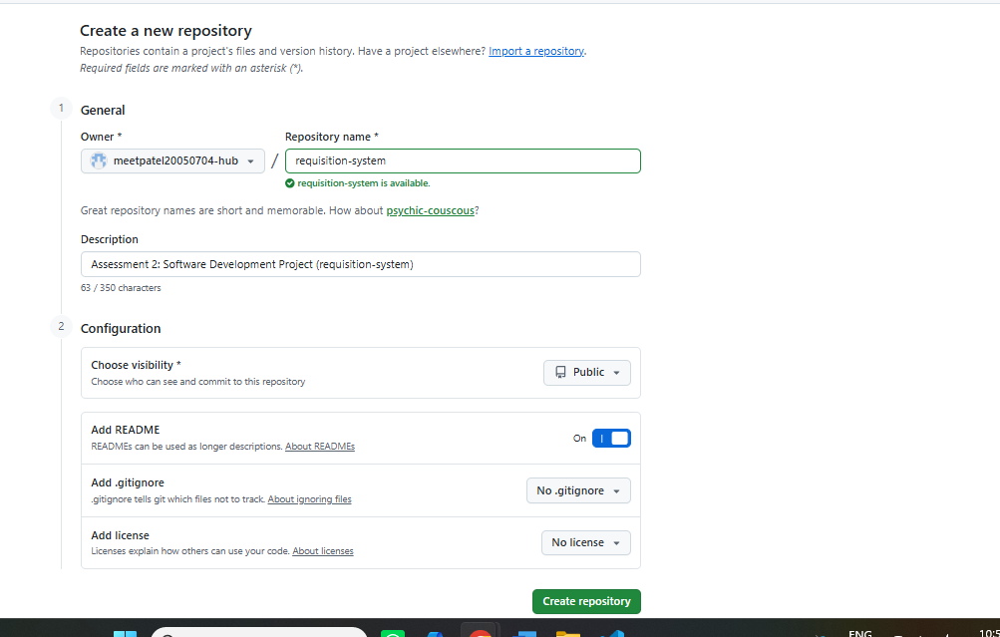 Create a new repository
Repositories contain a project's files and version history. Have a project elsewhere? Import a repository.
Required fields are marked with an asterisk (*).
1
General
Owner *
Repository name *
meetpatel20050704-hub
/
requisition-system
requisition-system is available.
Great repository names are short and memorable. How about psychic-couscous?
Description
Assessment 2: Software Development Project (requisition-system)
63 / 350 characters
2
Configuration
Choose visibility *
Choose who can see and commit to this repository
Public
Add README
READMEs can be used as longer descriptions. About READMEs
On
Add .gitignore
.gitignore tells git which files not to track. About ignoring files
No .gitignore
Add license
Licenses explain how others can use your code. About licenses
No license
Create repository
ENG